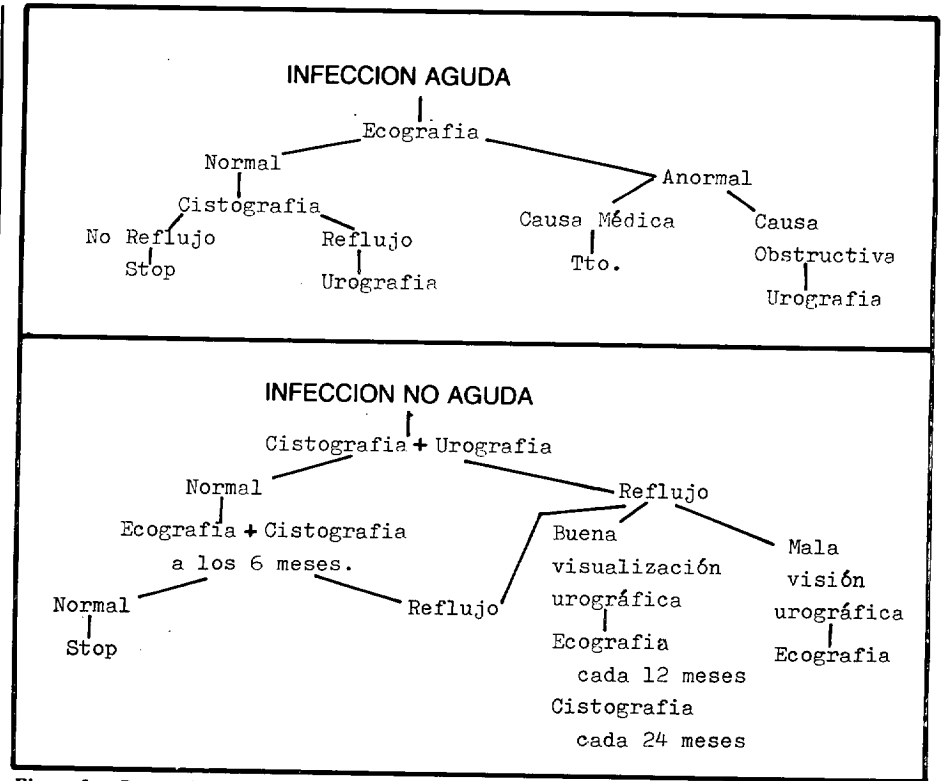 INFECCION AGUDA
Ecografia
Normal
Anormal
Cistografia
Causa Médica
Causa
No Reflujo
Reflujo
Tto.
Obstructiva
Stop
Urografia
Urografia
INFECCION NO AGUDA
Cistografia + Urografia
Normal
Reflujo
Ecografia + Cistografia
a los 6 meses.
Normal
Reflujo
Stop
Buena
visualización
urográfica
Ecografia
cada 12 meses
Cistografia
cada 24 meses
Mala
visión
urográfica
Ecografia